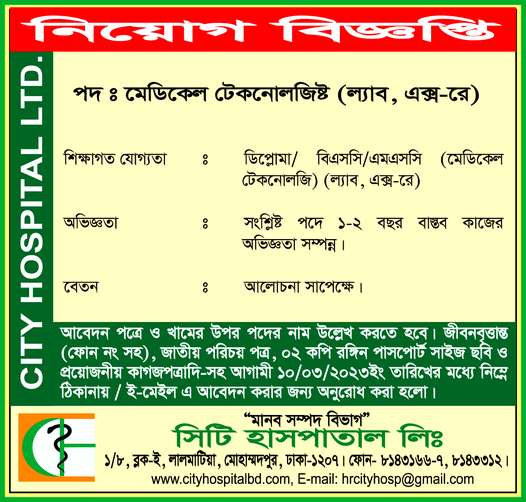 নিয়োগ বিজ্ঞপ্তি
CITY HOSPITAL LTD.
পদ ঃ মেডিকেল টেকনোলজিষ্ট (ল্যাব, এক্স-রে)
শিক্ষাগত যোগ্যতা ঃ ডিপ্লোমা/ বিএসসি/এমএসসি (মেডিকেল
টেকনোলজি) (ল্যাব, এক্স-রে)
অভিজ্ঞতা ঃ সংশ্লিষ্ট পদে ১-২ বছর বাস্তব কাজের
অভিজ্ঞতা সম্পন্ন।
বেতন ঃ আলোচনা সাপেক্ষে।
আবেদন পত্রে ও খামের উপর পদের নাম উল্লেখ করতে হবে। জীবনবৃত্তান্ত
(ফোন নং সহ), জাতীয় পরিচয় পত্র, ০২ কপি রঙ্গিন পাসপোর্ট সাইজ ছবি ও
প্রয়োজনীয় কাগজপত্রাদি-সহ আগামী ১০/০৩/২০২৩ইং তারিখের মধ্যে নিম্নে
ঠিকানায় / ই-মেইল এ আবেদন করার জন্য অনুরোধ করা হলো।
“মানব সম্পদ বিভাগ”
সিটি হাসপাতাল লিঃ
১/৮, ব্লক-ই, লালমাটিয়া, মোহাম্মদপুর, ঢাকা-১২০৭। ফোন- ৮১৪৩১৬৬-৭, ৮১৪৩৩১২।
www.cityhospitalbd.com, E-mail: hrcityhosp@gmail.com